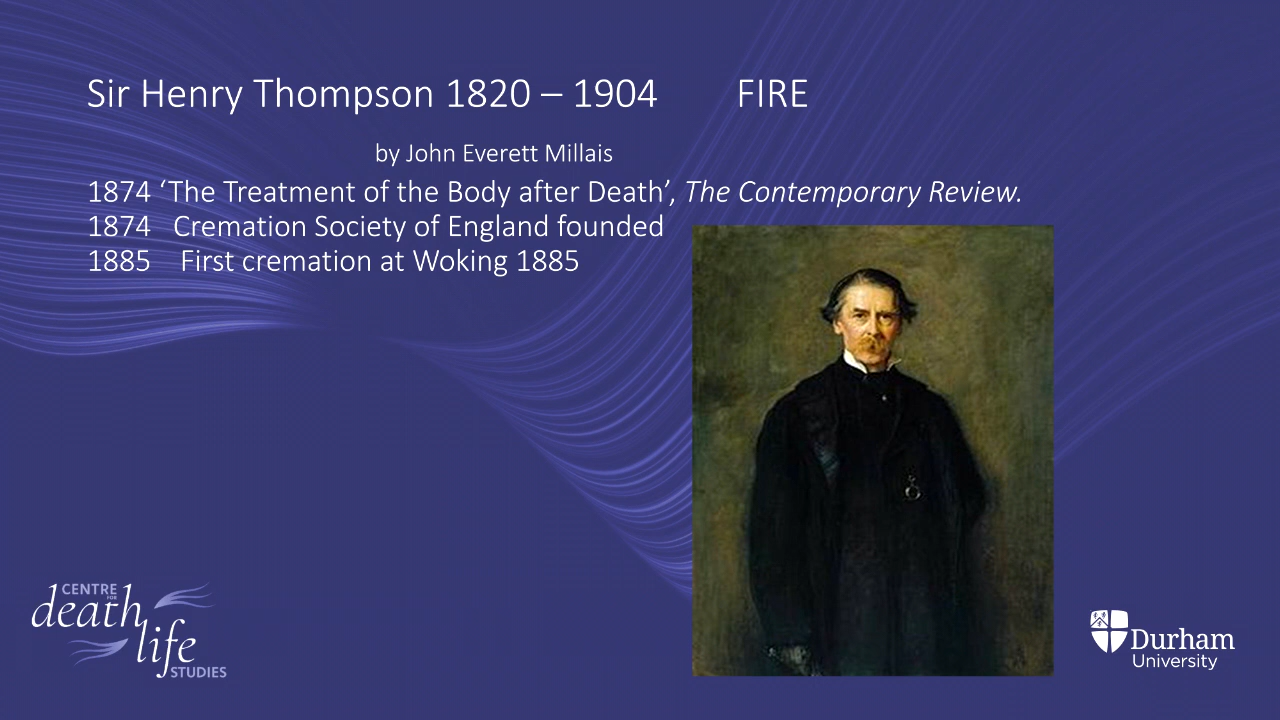 Sir Henry Thompson 1820 – 1904 FIRE
by John Everett Millais
1874 ‘The Treatment of the Body after Death’, The Contemporary Review.
1874 Cremation Society of England founded
1885 First cremation at Woking 1885
CENTRE
FOR
death
life
STUDIES
Durham
University